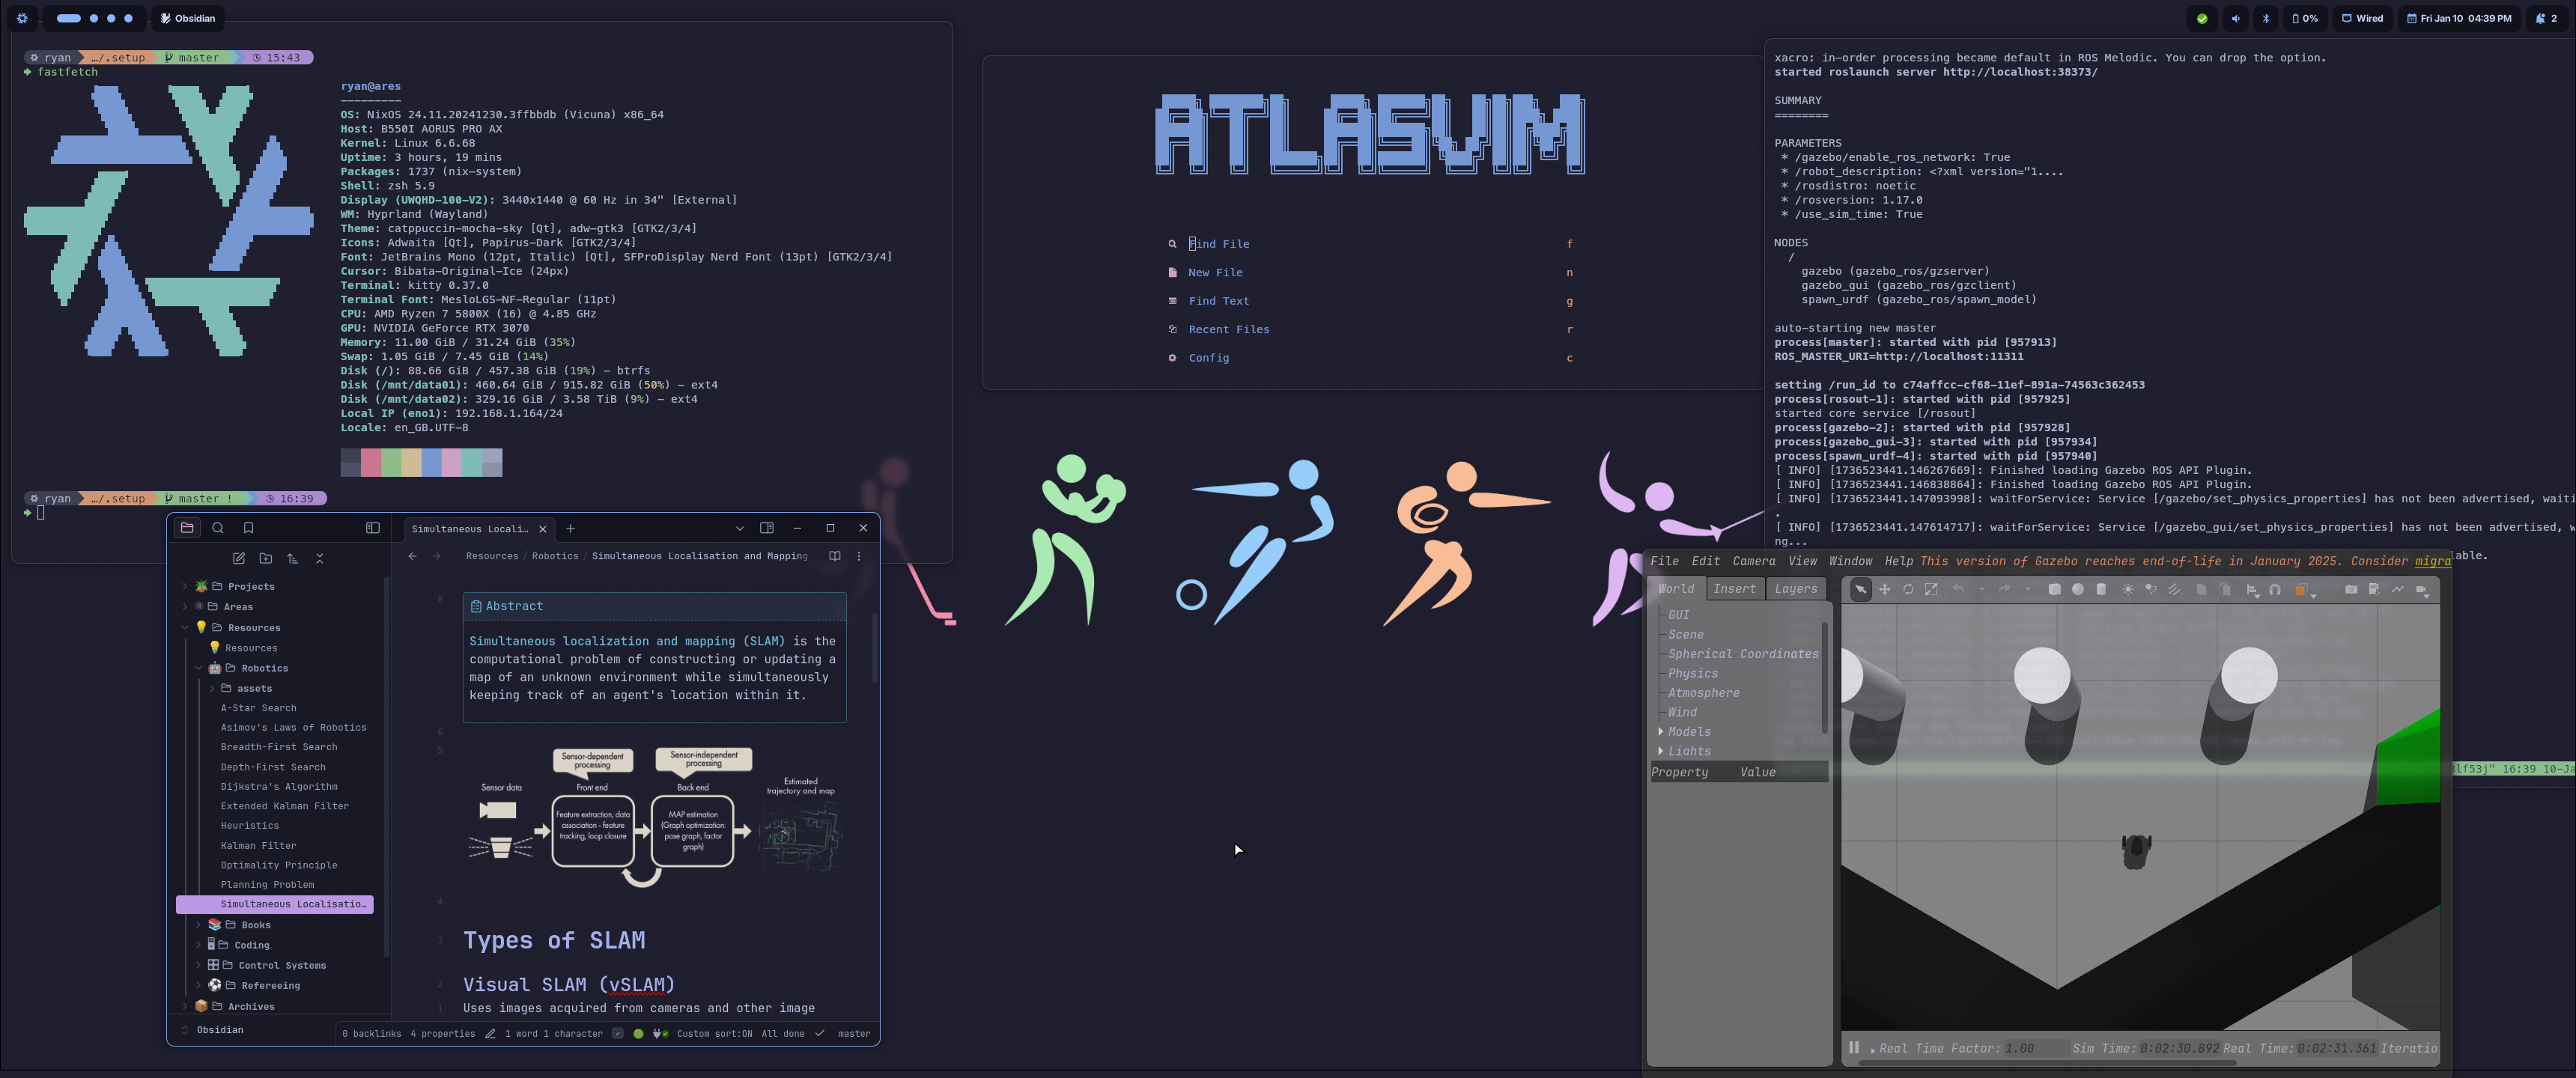 Obsidian
0%
Wired
Fri Jan 10 04:39 PM
2
ryan …/.setup master 15:43
fastfetch
ryan@ares
---------
OS: NixOS 24.11.20241230.3ffbbdb (Vicuna) x86_64
Host: B550I AORUS PRO AX
Kernel: Linux 6.6.68
Uptime: 3 hours, 19 mins
Packages: 1737 (nix-system)
Shell: zsh 5.9
Display (UWQHD-100-V2): 3440x1440 @ 60 Hz in 34" [External]
WM: Hyprland (Wayland)
Theme: catppuccin-mocha-sky [Qt], adw-gtk3 [GTK2/3/4]
Icons: Adwaita [Qt], Papirus-Dark [GTK2/3/4]
Font: JetBrains Mono (12pt, Italic) [Qt], SFProDisplay Nerd Font (13pt) [GTK2/3/4]
Cursor: Bibata-Original-Ice (24px)
Terminal: kitty 0.37.0
Terminal Font: MesloLGS-NF-Regular (11pt)
CPU: AMD Ryzen 7 5800X (16) @ 4.85 GHz
GPU: NVIDIA GeForce RTX 3070
Memory: 11.00 GiB / 31.24 GiB (35%)
Swap: 1.05 GiB / 7.45 GiB (14%)
Disk (/): 88.66 GiB / 457.38 GiB (19%) - btrfs
Disk (/mnt/data01): 460.64 GiB / 915.82 GiB (50%) - ext4
Disk (/mnt/data02): 329.16 GiB / 3.58 TiB (9%) - ext4
Local IP (eno1): 192.168.1.164/24
Locale: en_GB.UTF-8
ryan …/.setup master ! 16:39
ATLASVIM
Find File f
New File n
Find Text g
Recent Files r
Config c
xacro: in-order processing became default in ROS Melodic. You can drop the option.
started roslaunch server http://localhost:38373/
SUMMARY
========
PARAMETERS
* /gazebo/enable_ros_network: True
* /robot_description: <?xml version="1....
* /rosdistro: noetic
* /rosversion: 1.17.0
* /use_sim_time: True
NODES
/
gazebo (gazebo_ros/gzserver)
gazebo_gui (gazebo_ros/gzclient)
spawn_urdf (gazebo_ros/spawn_model)
auto-starting new master
process[master]: started with pid [957913]
ROS_MASTER_URI=http://localhost:11311
setting /run_id to c74affcc-cf68-11ef-891a-74563c362453
process[rosout-1]: started with pid [957925]
started core service [/rosout]
process[gazebo-2]: started with pid [957928]
process[gazebo_gui-3]: started with pid [957934]
process[spawn_urdf-4]: started with pid [957940]
[ INFO] [1736523441.146267669]: Finished loading Gazebo ROS API Plugin.
[ INFO] [1736523441.146838864]: Finished loading Gazebo ROS API Plugin.
[ INFO] [1736523441.147093998]: waitForService: Service [/gazebo/set_physics_properties] has not been advertised, waiti
.
[ INFO] [1736523441.147614717]: waitForService: Service [/gazebo_gui/set_physics_properties] has not been advertised, w
ng...
lable.
lf53j" 16:39 10-Ja
Simultaneous Locali…
Resources / Robotics / Simultaneous Localisation and Mapping
Projects
Areas
Resources
Resources
Robotics
assets
A-Star Search
Asimov's Laws of Robotics
Breadth-First Search
Depth-First Search
Dijkstra's Algorithm
Extended Kalman Filter
Heuristics
Kalman Filter
Optimality Principle
Planning Problem
Simultaneous Localisatio…
Books
Coding
Control Systems
Refereeing
Archives
Obsidian
8
Abstract
Simultaneous localization and mapping (SLAM) is the
computational problem of constructing or updating a
map of an unknown environment while simultaneously
keeping track of an agent's location within it.
6
5
Sensor-dependent
processing
Sensor-independent
processing
Sensor data
Front end
Back end
Estimated
trajectory and map
Feature extraction, data
association - feature
tracking, loop closure
MAP estimation
(Graph optimization:
pose graph, factor
graph)
4
3 Types of SLAM
2 Visual SLAM (vSLAM)
1 Uses images acquired from cameras and other image
0 backlinks 4 properties 1 word 1 character Custom sort:ON All done master
File Edit Camera View Window Help This version of Gazebo reaches end-of-life in January 2025. Consider migra
World Insert Layers
GUI
Scene
Spherical Coordinates
Physics
Atmosphere
Wind
Models
Lights
Property Value
Real Time Factor: 1.00 Sim Time: 0:02:30.892 Real Time: 0:02:31.361 Iteratio